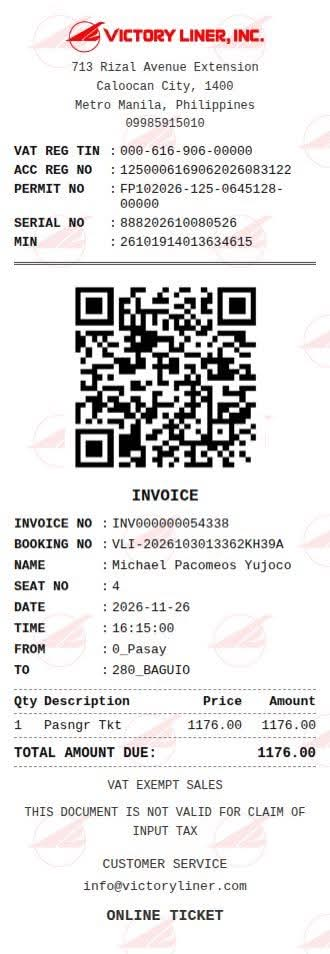 VICTORY LINER, INC.
713 Rizal Avenue Extension
Caloocan City, 1400
Metro Manila, Philippines
09985915010
VAT REG TIN : 000-616-906-00000
ACC REG NO : 1250006169062026083122
PERMIT NO : FP102026-125-0645128-
00000
SERIAL NO : 888202610080526
MIN : 26101914013634615
INVOICE
INVOICE NO : INV000000054338
BOOKING NO : VLI-2026103013362KH39A
NAME : Michael Pacomeos Yujoco
SEAT NO : 4
DATE : 2026-11-26
TIME : 16:15:00
FROM : 0_Pasay
TO : 280_BAGUIO
Qty Description Price Amount
1 Pasngr Tkt 1176.00 1176.00
TOTAL AMOUNT DUE: 1176.00
VAT EXEMPT SALES
THIS DOCUMENT IS NOT VALID FOR CLAIM OF
INPUT TAX
CUSTOMER SERVICE
info@victoryliner.com
ONLINE TICKET